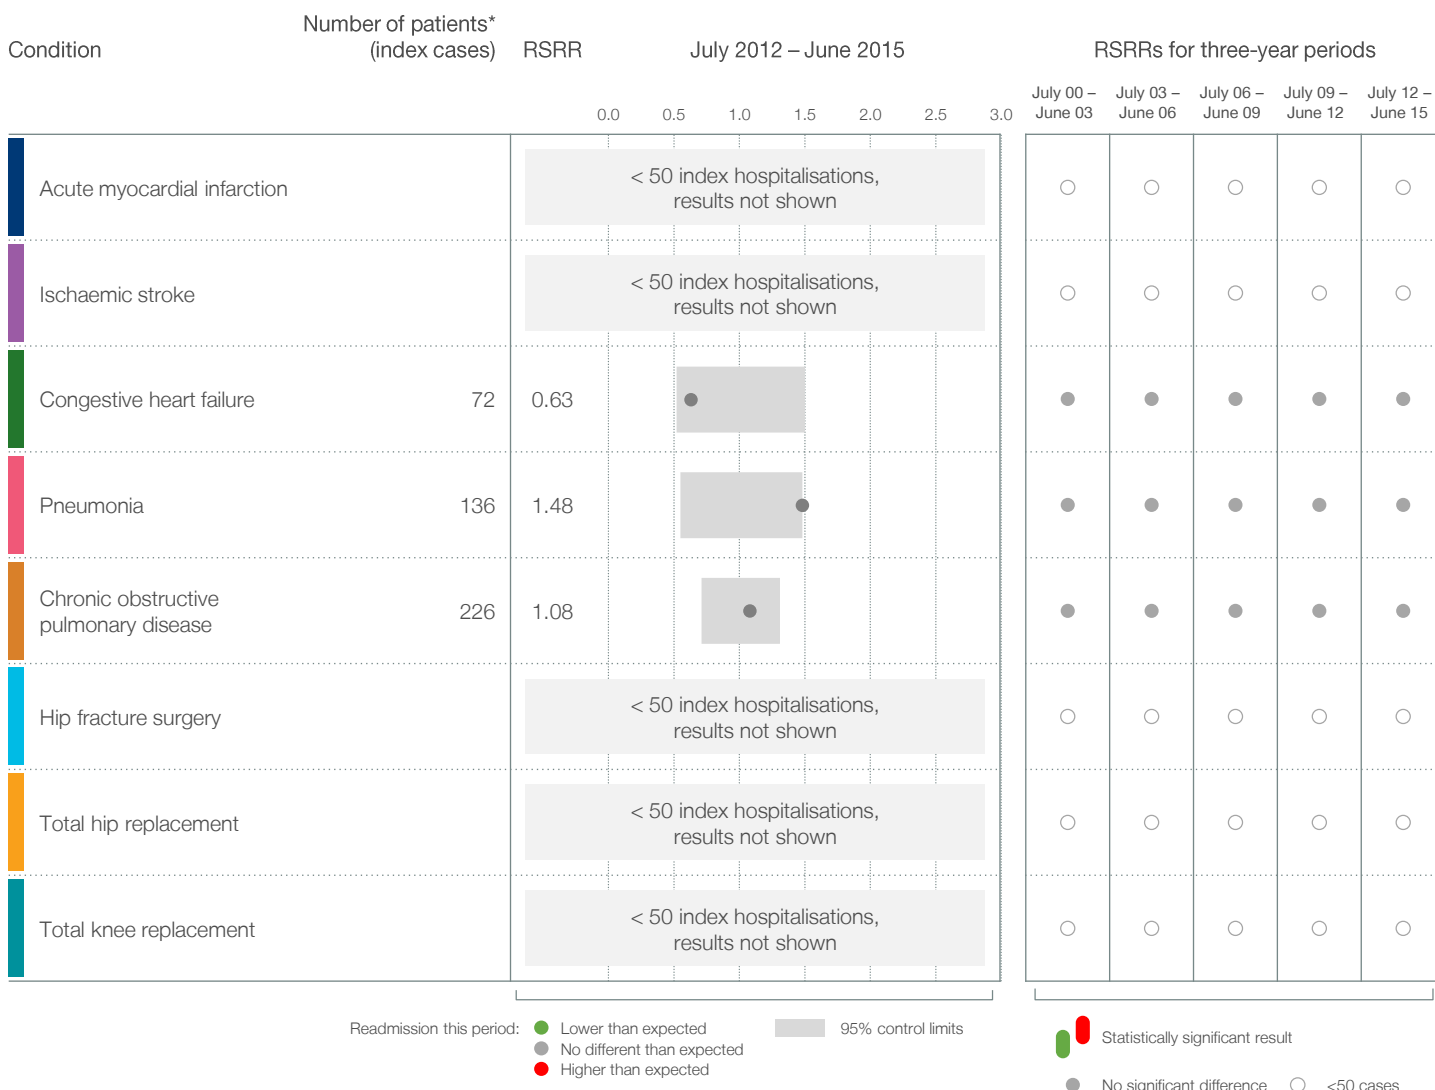 Number of patients*
Condition (index cases) RSRR July 2012 – June 2015 RSRRs for three-year periods
July 00 – July 03 – July 06 – July 09 – July 12 –
June 03 June 06 June 09 June 12 June 15
0.0 0.5 1.0 1.5 2.0 2.5 3.0
Acute myocardial infarction
< 50 index hospitalisations,
results not shown
Ischaemic stroke
< 50 index hospitalisations,
results not shown
Congestive heart failure 72 0.63
Pneumonia 136 1.48
Chronic obstructive
pulmonary disease 226 1.08
Hip fracture surgery
< 50 index hospitalisations,
results not shown
Total hip replacement
< 50 index hospitalisations,
results not shown
Total knee replacement
< 50 index hospitalisations,
results not shown
Readmission this period: Lower than expected 95% control limits
No different than expected
Higher than expected
Statistically significant result
No significant difference <50 cases